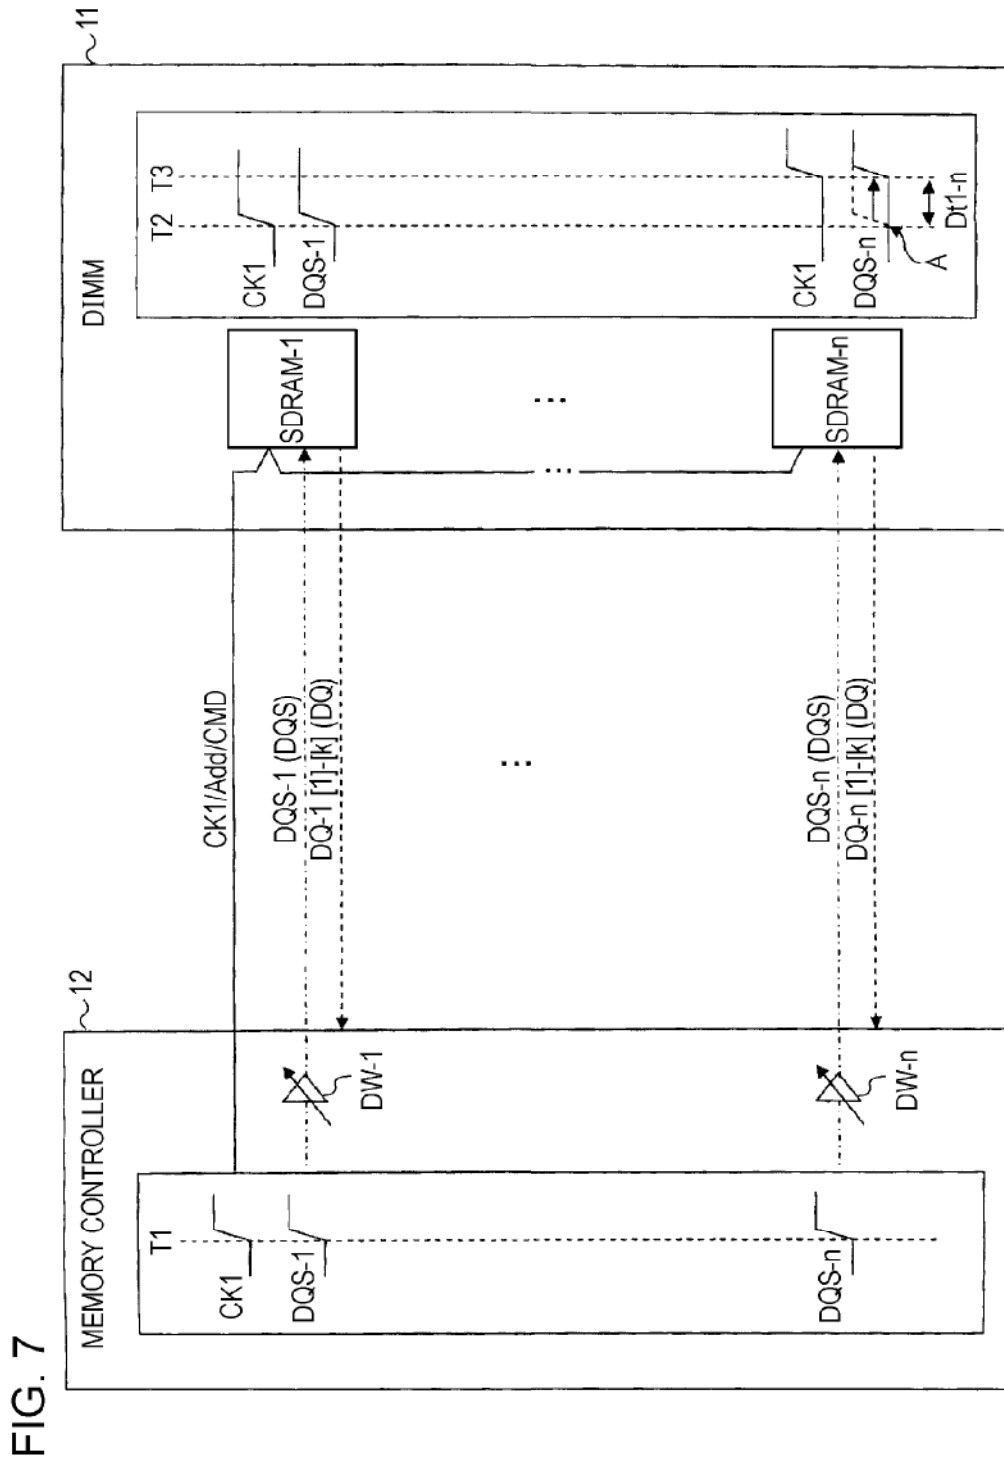 FIG. 7
MEMORY CONTROLLER
12
T1
CK1
DQS-1
DQS-n
DW-1
DW-n
CK1/Add/CMD
DQS-1 (DQS)
DQ-1 [1]-[k] (DQ)
...
DQS-n (DQS)
DQ-n [1]-[k] (DQ)
DIMM
11
SDRAM-1
...
...
SDRAM-n
T2
T3
CK1
DQS-1
CK1
DQS-n
A
Dt1-n